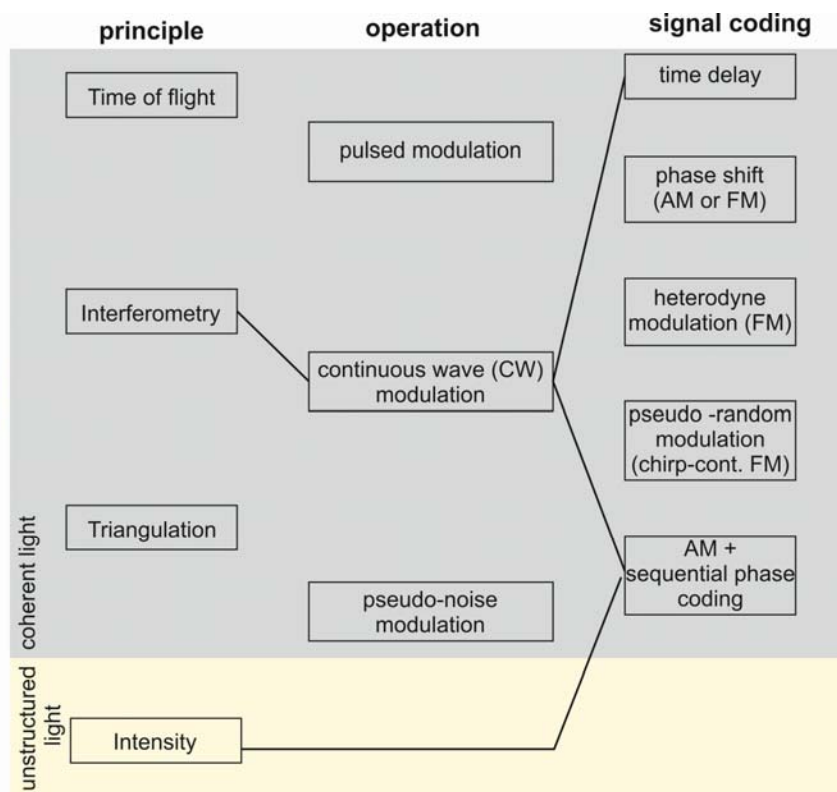 principle
operation
signal coding
Time of flight
time delay
pulsed modulation
phase shift
(AM or FM)
Interferometry
heterodyne
modulation (FM)
continuous wave (CW)
modulation
pseudo -random
modulation
(chirp-cont. FM)
Triangulation
AM +
sequential phase
coding
pseudo-noise
modulation
coherent light
Intensity
unstructured
light